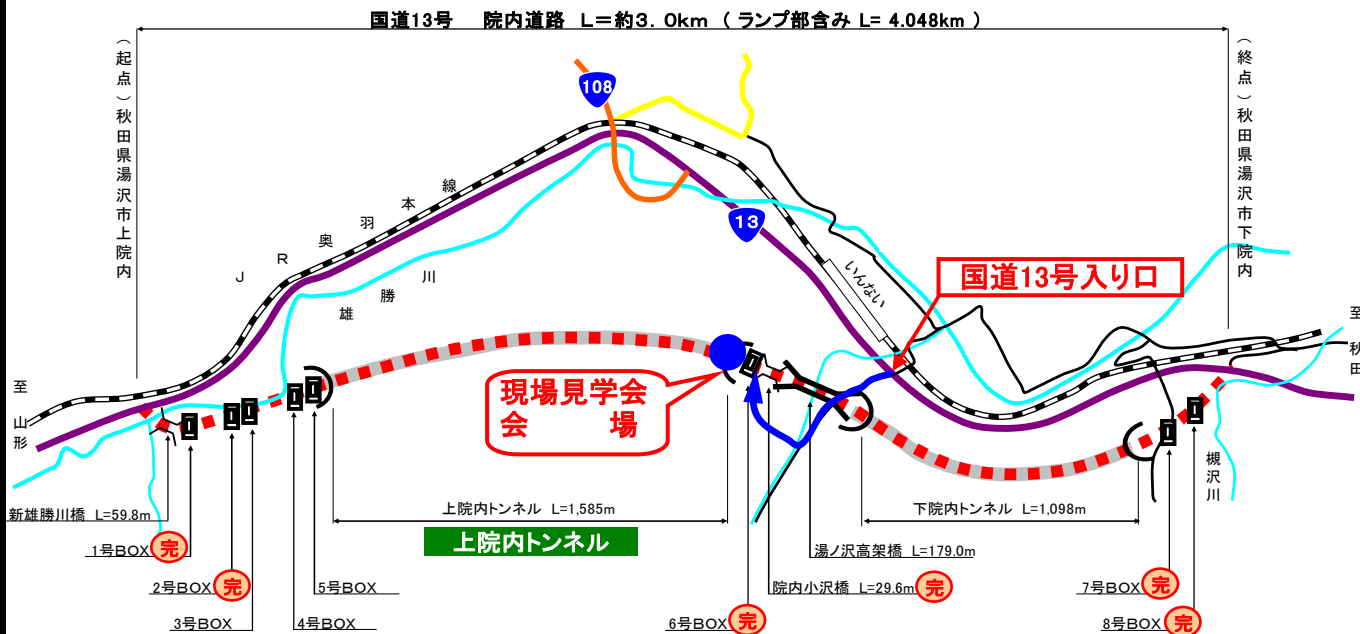 国道13号 院内道路 L=約3.0km ( ランプ部含み L= 4.048km )
(起点)秋田県湯沢市上院内
(終点)秋田県湯沢市下院内
108
13
JR奥羽本線
雄勝川
いんない
国道13号入り口
至秋田
至山形
現場見学会
会 場
槻沢川
新雄勝川橋 L=59.8m
上院内トンネル L=1,585m
下院内トンネル L=1,098m
上院内トンネル
1号BOX 完
湯ノ沢高架橋 L=179.0m
2号BOX 完
5号BOX
院内小沢橋 L=29.6m 完
7号BOX 完
3号BOX
4号BOX
6号BOX 完
8号BOX 完